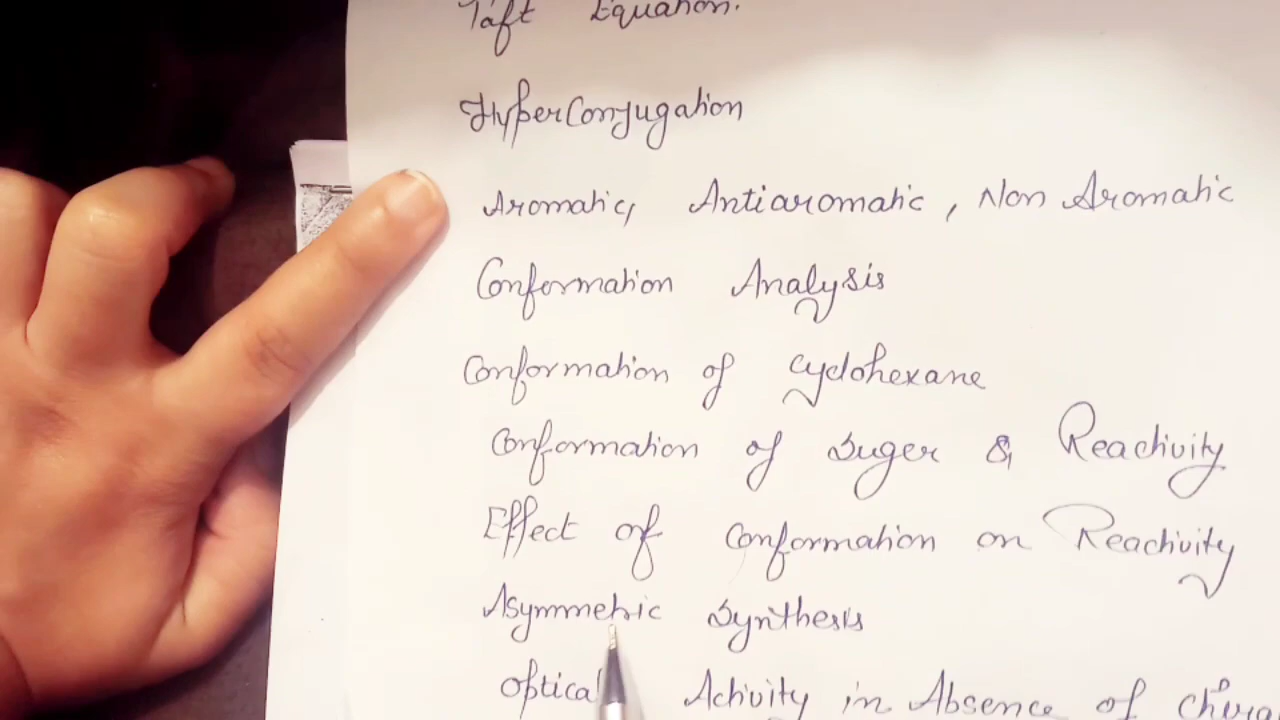 Taft Equation.
Hyperconjugation
Aromatic, Antiaromatic, Non Aromatic
Conformation Analysis
Conformation of cyclohexane
Conformation of Suger & Reactivity
Effect of Conformation on Reactivity
Asymmetric Synthesis
Optical Activity in Absence of